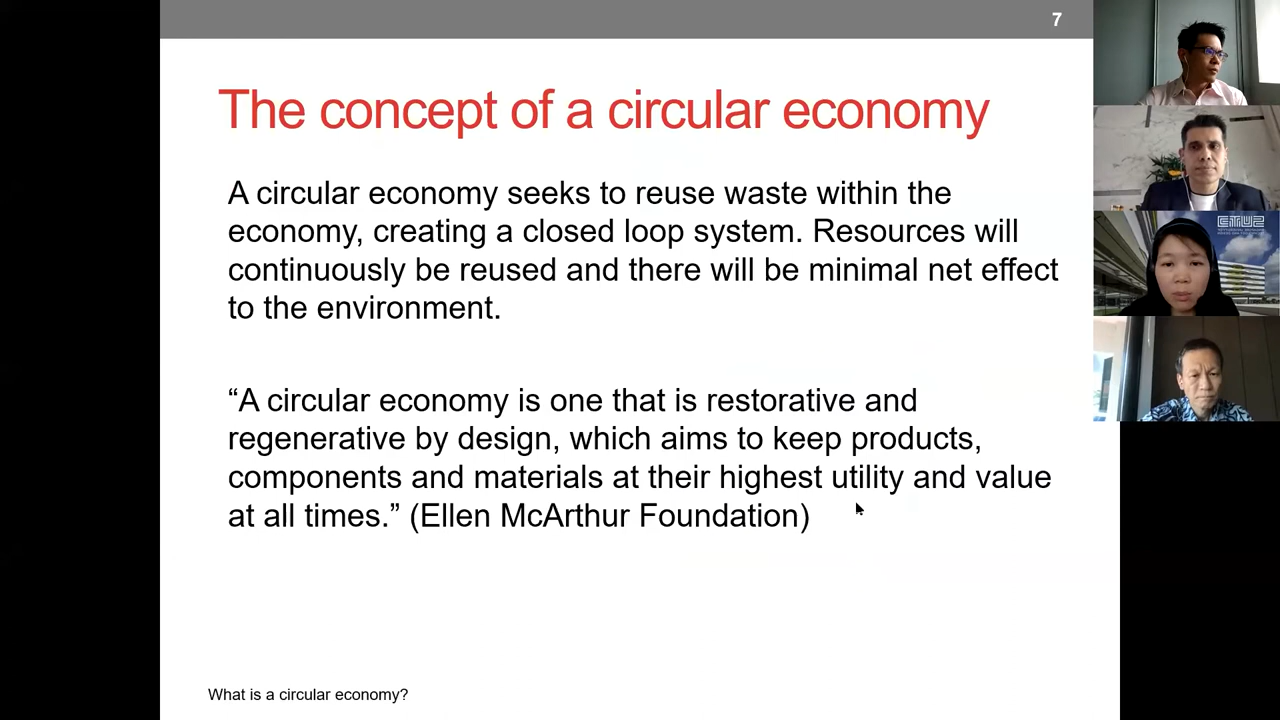 7
The concept of a circular economy
A circular economy seeks to reuse waste within the
economy, creating a closed loop system. Resources will
continuously be reused and there will be minimal net effect
to the environment.
“A circular economy is one that is restorative and
regenerative by design, which aims to keep products,
components and materials at their highest utility and value
at all times.” (Ellen McArthur Foundation)
What is a circular economy?